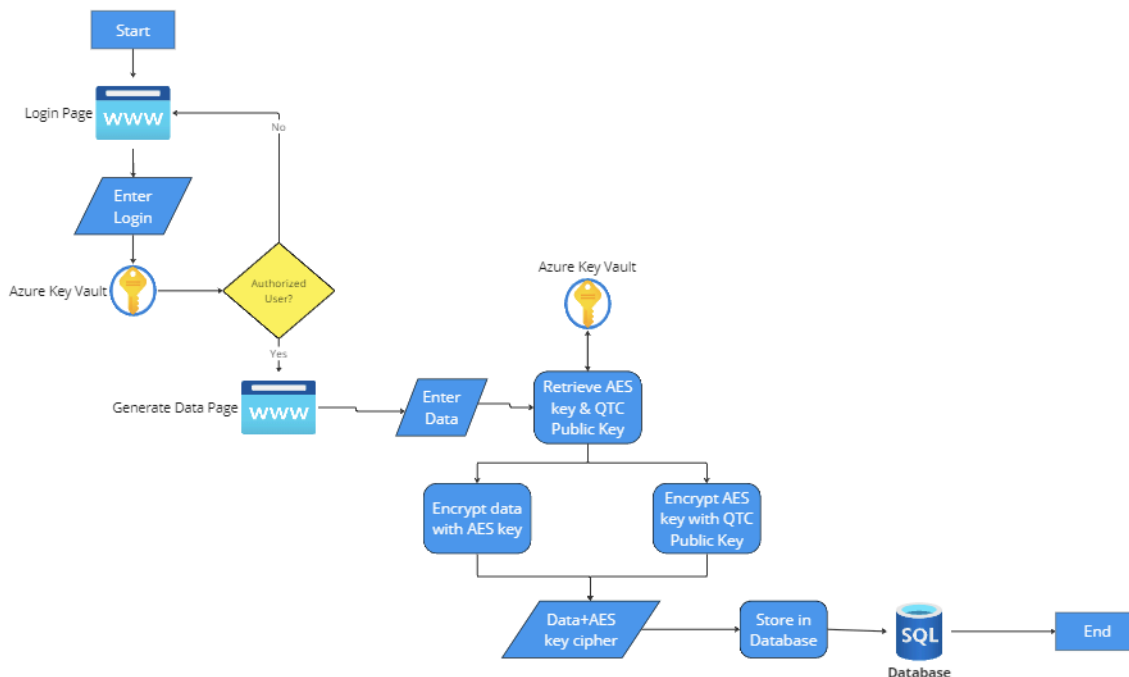 Start
Login Page
WWW
No
Enter
Login
Azure Key Vault
Authorized
User?
Yes
Azure Key Vault
Generate Data Page
WWW
Enter
Data
Retrieve AES
key & QTC
Public Key
Encrypt data
with AES key
Encrypt AES
key with QTC
Public Key
Data+AES
key cipher
Store in
Database
SQL
Database
End